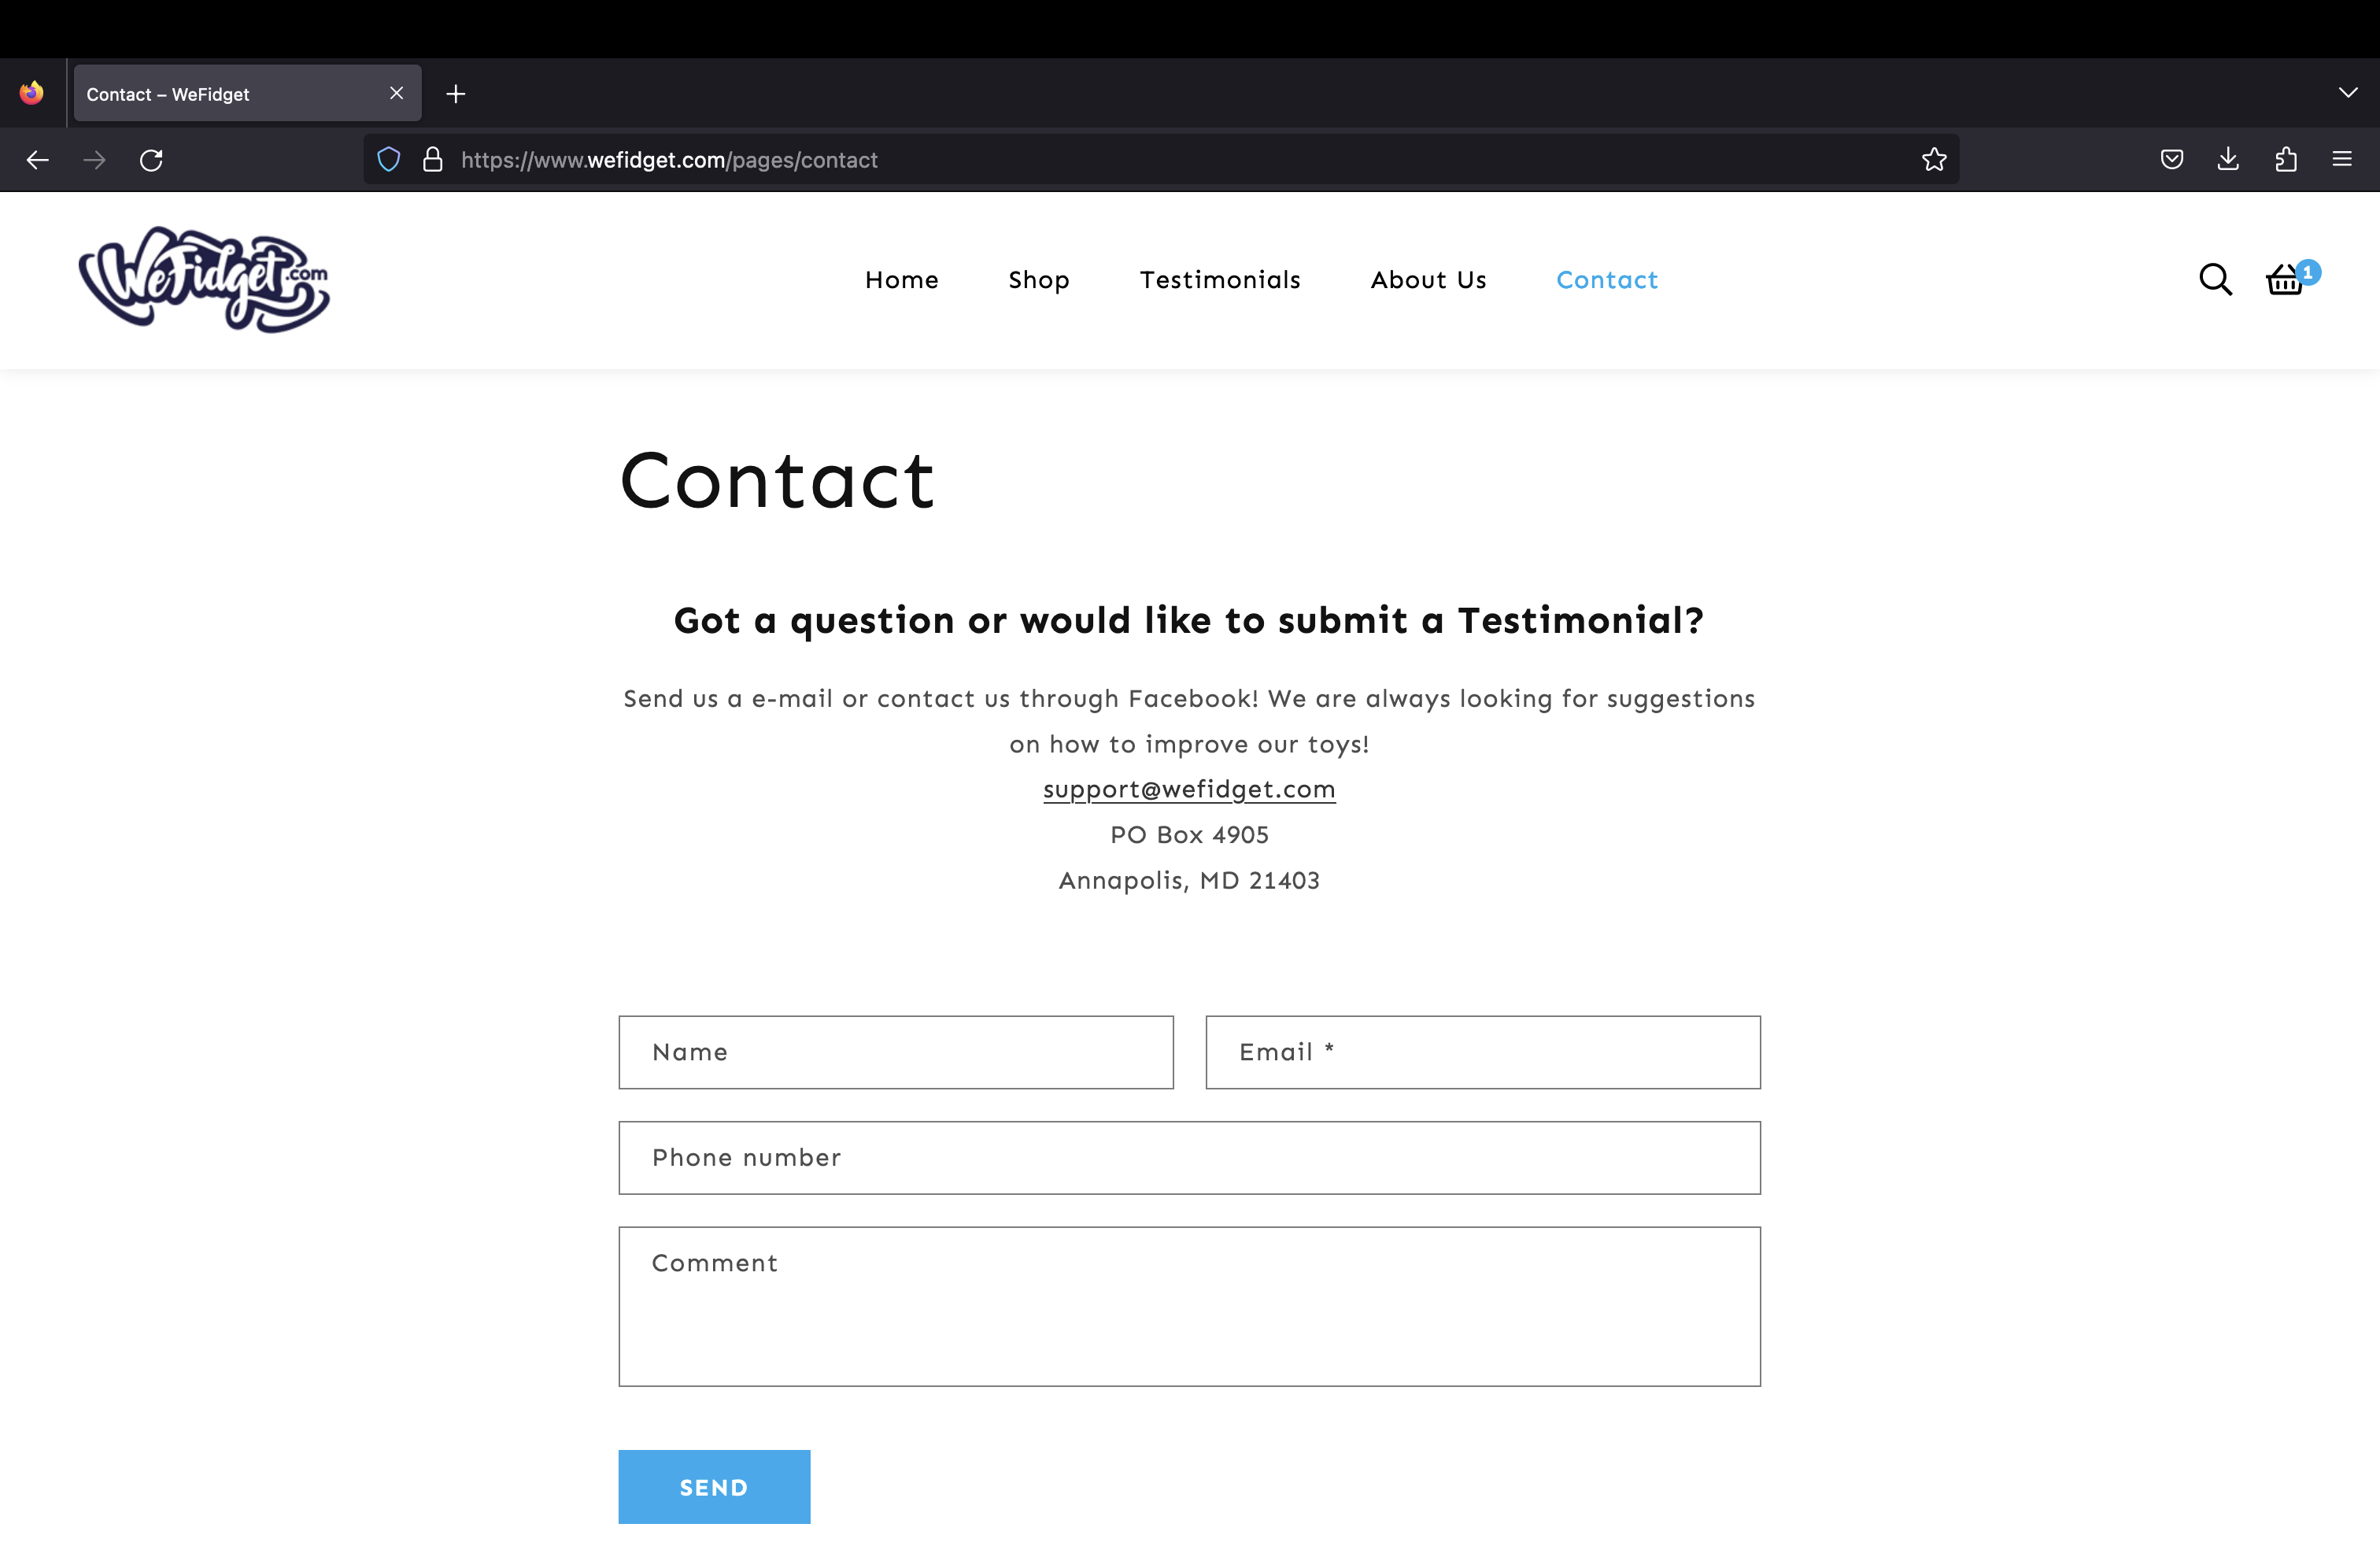 Contact – WeFidget
https://www.wefidget.com/pages/contact
WeFidget.com
Home
Shop
Testimonials
About Us
Contact
1
Contact
Got a question or would like to submit a Testimonial?
Send us a e-mail or contact us through Facebook! We are always looking for suggestions
on how to improve our toys!
support@wefidget.com
PO Box 4905
Annapolis, MD 21403
Name
Email *
Phone number
Comment
SEND